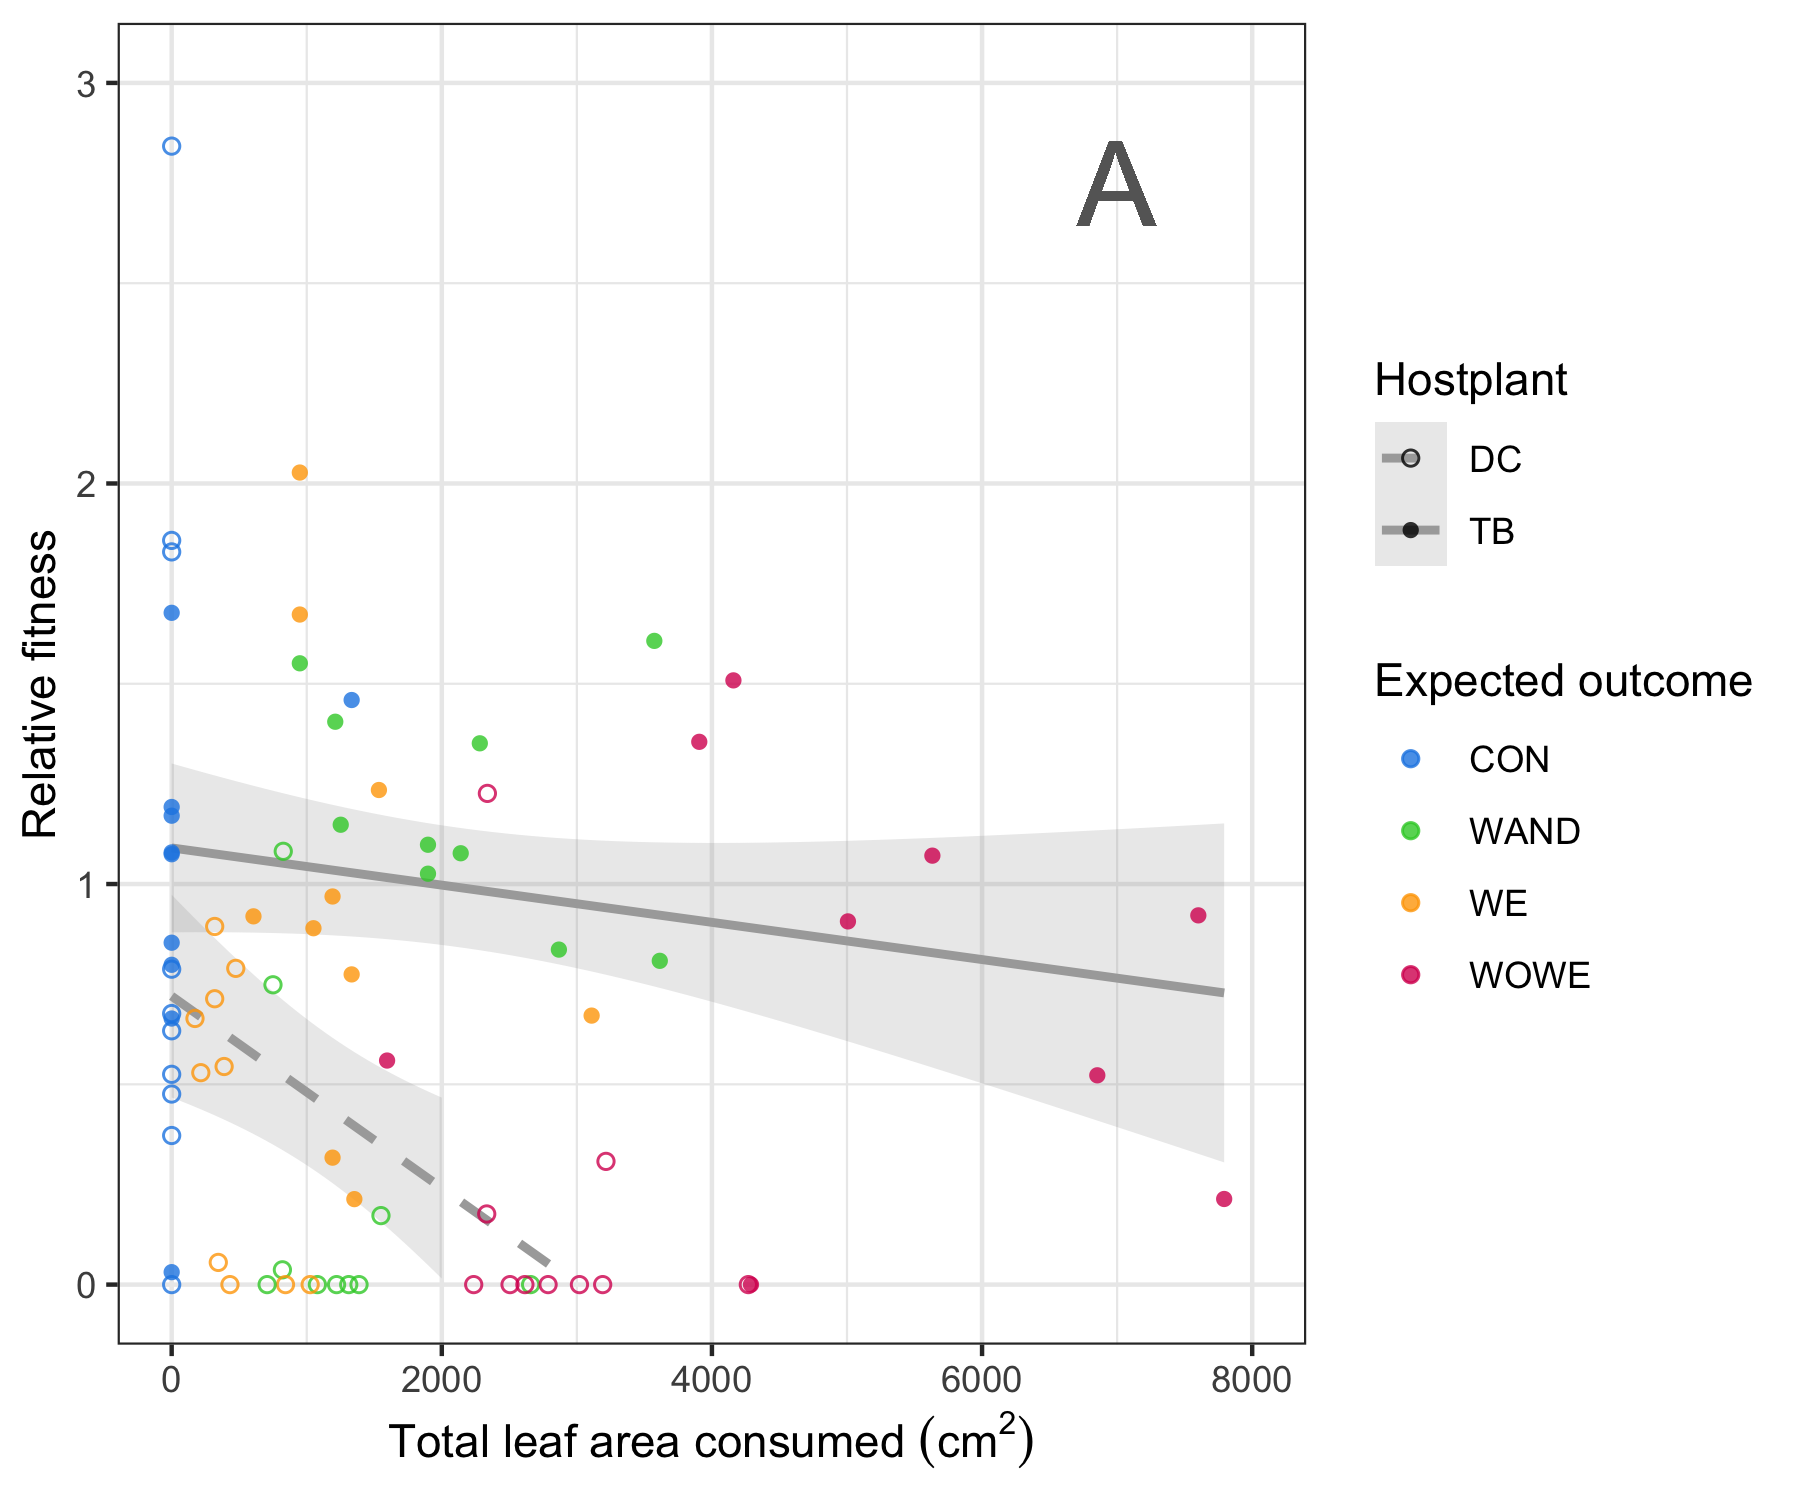 3
2
1
0
Relative fitness
A
0 2000 4000 6000 8000
Total leaf area consumed (cm²)
Hostplant
DC
TB
Expected outcome
CON
WAND
WE
WOWE